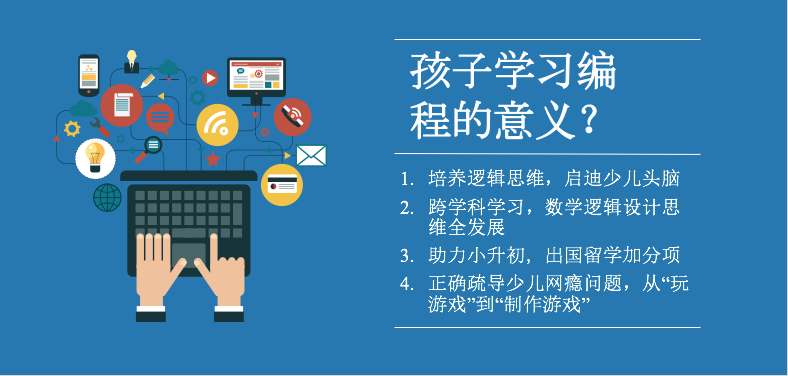 孩子学习编
程的意义？
1. 培养逻辑思维，启迪少儿头脑
2. 跨学科学习，数学逻辑设计思
维全发展
3. 助力小升初，出国留学加分项
4. 正确疏导少儿网瘾问题，从“玩
游戏”到“制作游戏”